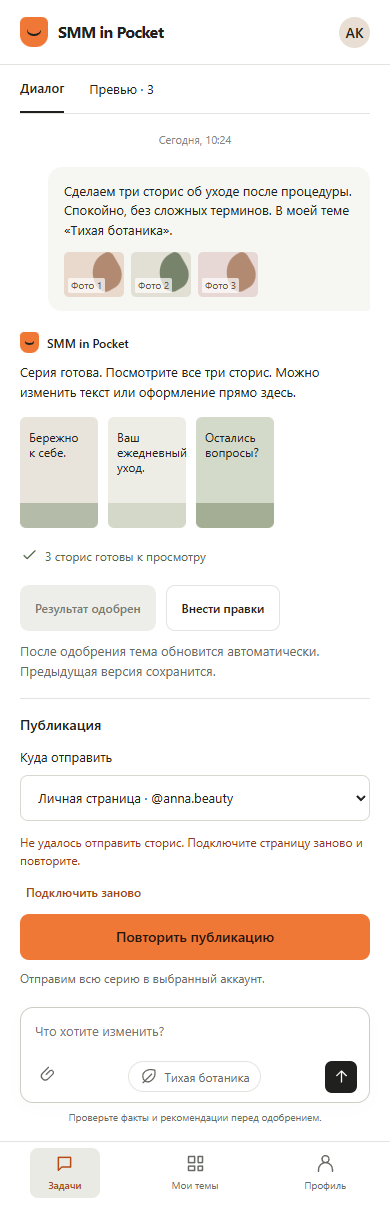 SMM in Pocket
АК
Диалог
Превью · 3
Сегодня, 10:24
Сделаем три сторис об уходе после процедуры.
Спокойно, без сложных терминов. В моей теме
«Тихая ботаника».
Фото 1
Фото 2
Фото 3
SMM in Pocket
Серия готова. Посмотрите все три сторис. Можно
изменить текст или оформление прямо здесь.
Бережно
к себе.
Ваш
ежедневный
уход.
Остались
вопросы?
3 сторис готовы к просмотру
Результат одобрен
Внести правки
После одобрения тема обновится автоматически.
Предыдущая версия сохранится.
Публикация
Куда отправить
Личная страница · @anna.beauty
Не удалось отправить сторис. Подключите страницу заново и
повторите.
Подключить заново
Повторить публикацию
Отправим всю серию в выбранный аккаунт.
Что хотите изменить?
Тихая ботаника
Проверьте факты и рекомендации перед одобрением.
Задачи
Мои темы
Профиль